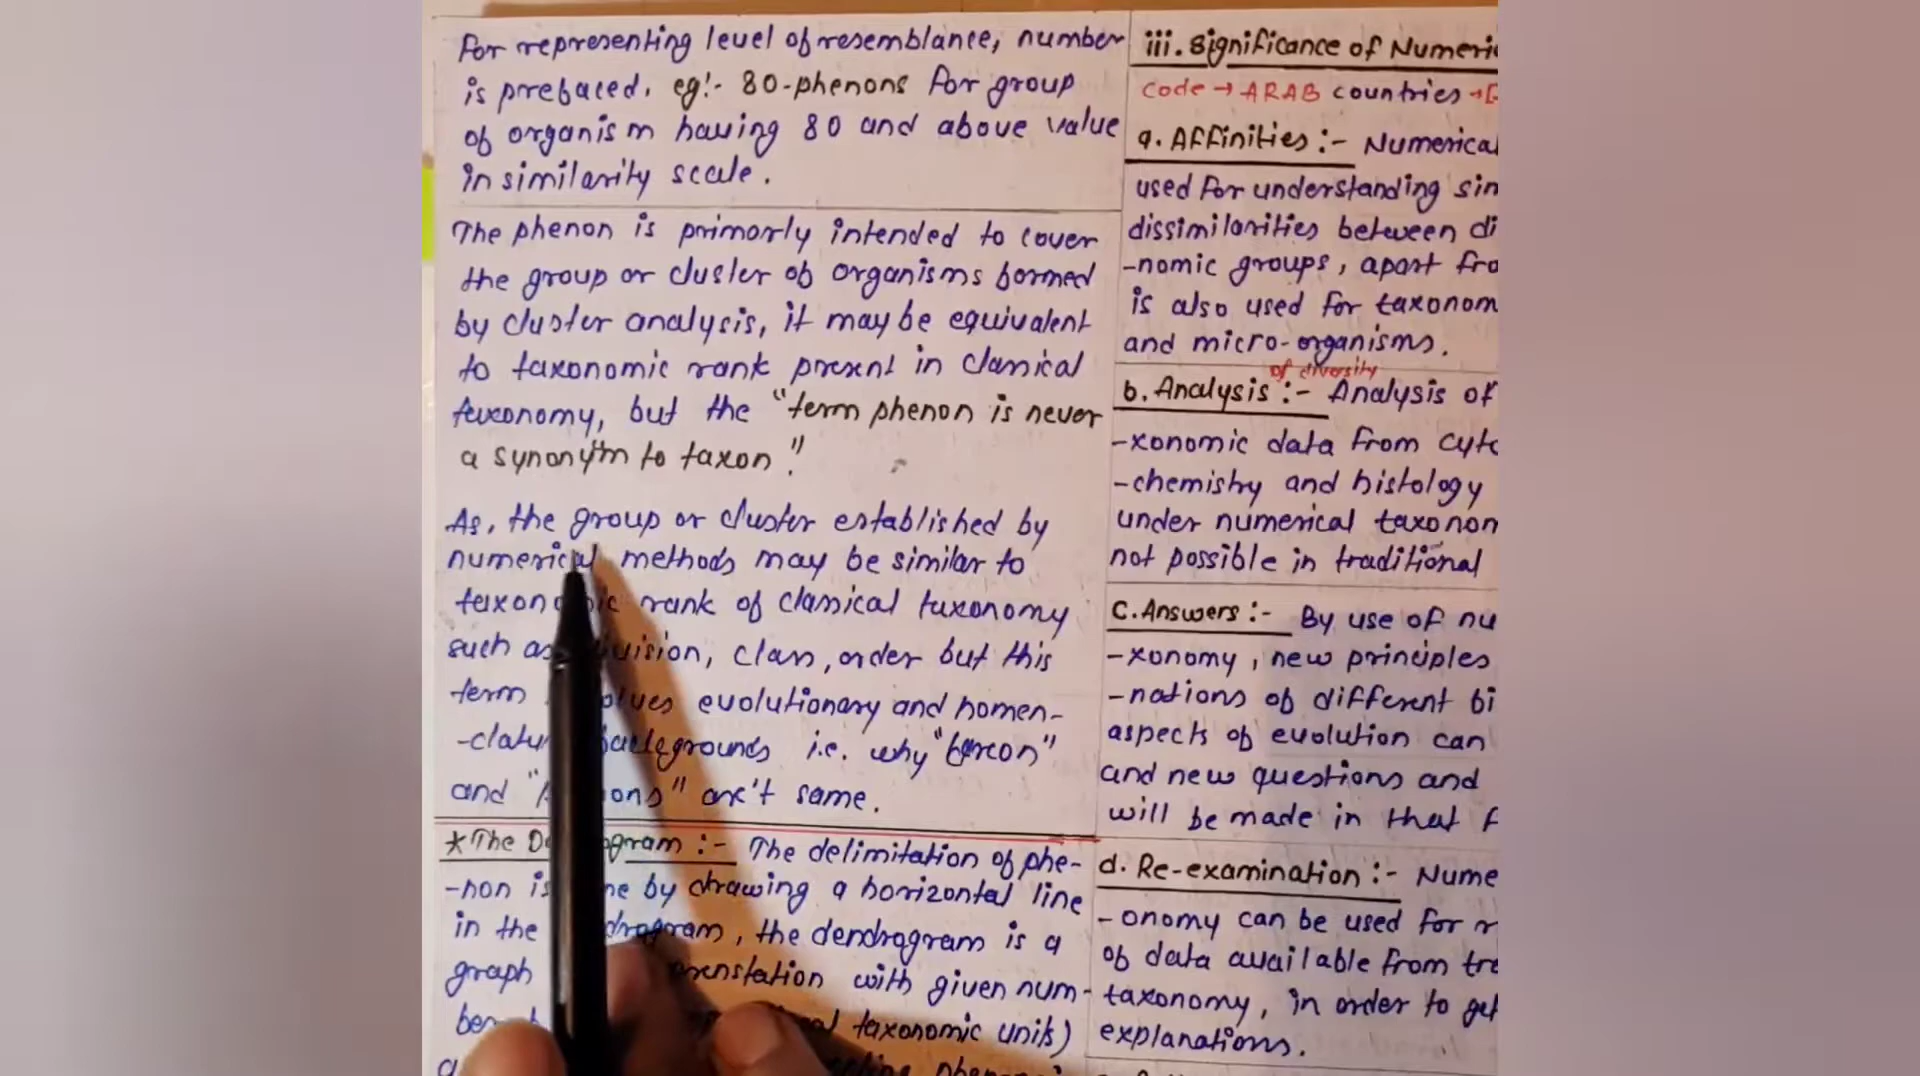 For representing level of resemblance, number
is prefaced. eg:- 80-phenons for group
of organism having 80 and above value
in similarity scale.
The phenon is primarly intended to cover
the group or cluster of organisms formed
by cluster analysis, it may be equivalent
to taxonomic rank present in classical
taxonomy, but the "term phenon is never
a synonym to taxon."
As, the group or cluster established by
numerical methods may be similar to
rank of classical taxonomy
such as class, order but this
term evolutionary and nomen-
backgrounds i.e. why "taxon"
and aren't same.
*The :- The delimitation of phe-
-non is by drawing a horizontal line
in the the dendrogram is a
graph with given num-
taxonomic units)
iii. Significance of Numeri
Code → ARAB countries →
a. Affinities :- Numerical
used for understanding sim
dissimilarities between di
-nomic groups, apart fro
is also used for taxonom
and micro-organisms.
of diversity
b. Analysis :- Analysis of
-xonomic data from cyto
-chemistry and histology
under numerical taxonom
not possible in traditional
C. Answers :- By use of nu
-xonomy, new principles
-nations of different bi
aspects of evolution can
and new questions and
will be made in that f
d. Re-examination :- Nume
-onomy can be used for r
of data available from tra
taxonomy, in order to get
explanations.